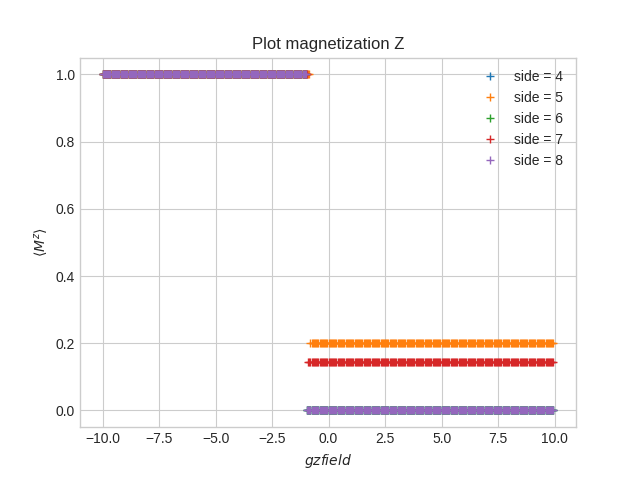 Plot magnetization Z
1.0
0.8
0.6
0.4
0.2
0.0
⟨M^z⟩
side = 4
side = 5
side = 6
side = 7
side = 8
−10.0 −7.5 −5.0 −2.5 0.0 2.5 5.0 7.5 10.0
gzfield